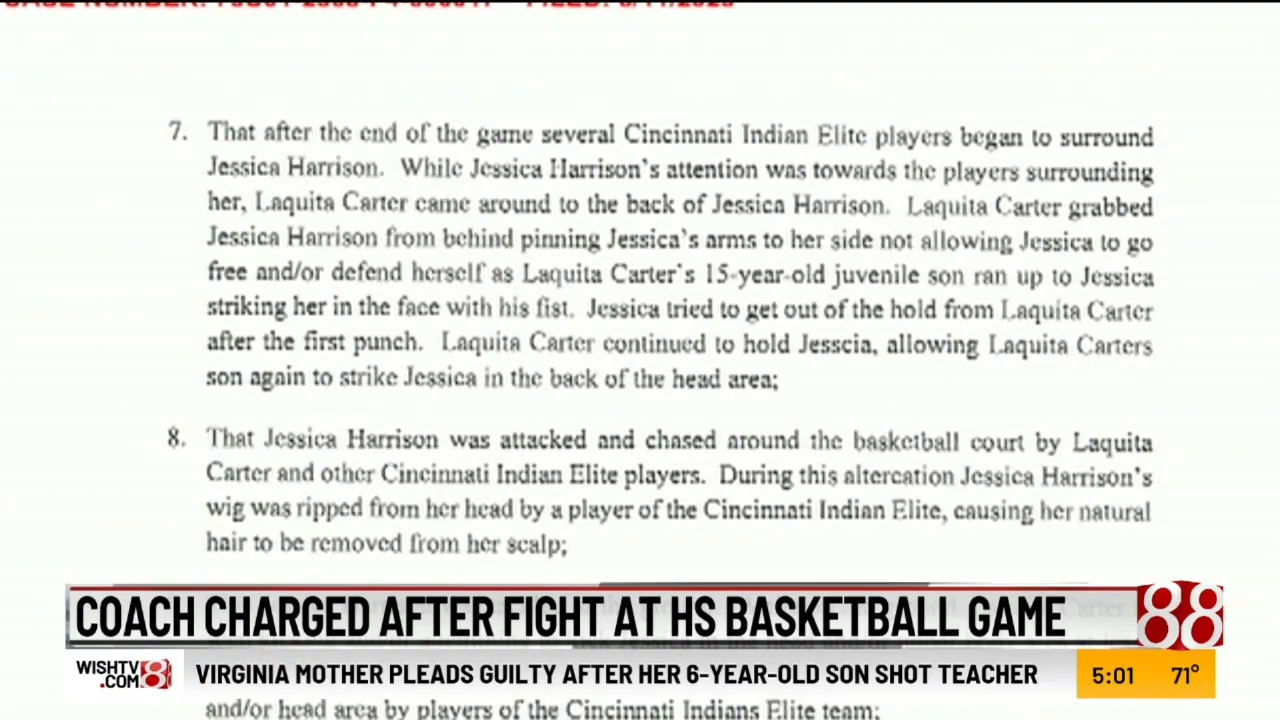 7. That after the end of the game several Cincinnati Indian Elite players began to surround
Jessica Harrison. While Jessica Harrison's attention was towards the players surrounding
her, Laquita Carter came around to the back of Jessica Harrison. Laquita Carter grabbed
Jessica Harrison from behind pinning Jessica's arms to her side not allowing Jessica to go
free and/or defend herself as Laquita Carter's 15-year-old juvenile son ran up to Jessica
striking her in the face with his fist. Jessica tried to get out of the hold from Laquita Carter
after the first punch. Laquita Carter continued to hold Jesscia, allowing Laquita Carters
son again to strike Jessica in the back of the head area;
8. That Jessica Harrison was attacked and chased around the basketball court by Laquita
Carter and other Cincinnati Indian Elite players. During this altercation Jessica Harrison's
wig was ripped from her head by a player of the Cincinnati Indian Elite, causing her natural
hair to be removed from her scalp;
COACH CHARGED AFTER FIGHT AT HS BASKETBALL GAME
88
WISHTV
.COM 8
VIRGINIA MOTHER PLEADS GUILTY AFTER HER 6-YEAR-OLD SON SHOT TEACHER
5:01 71°
and/or head area by players of the Cincinnati Indians Elite team;